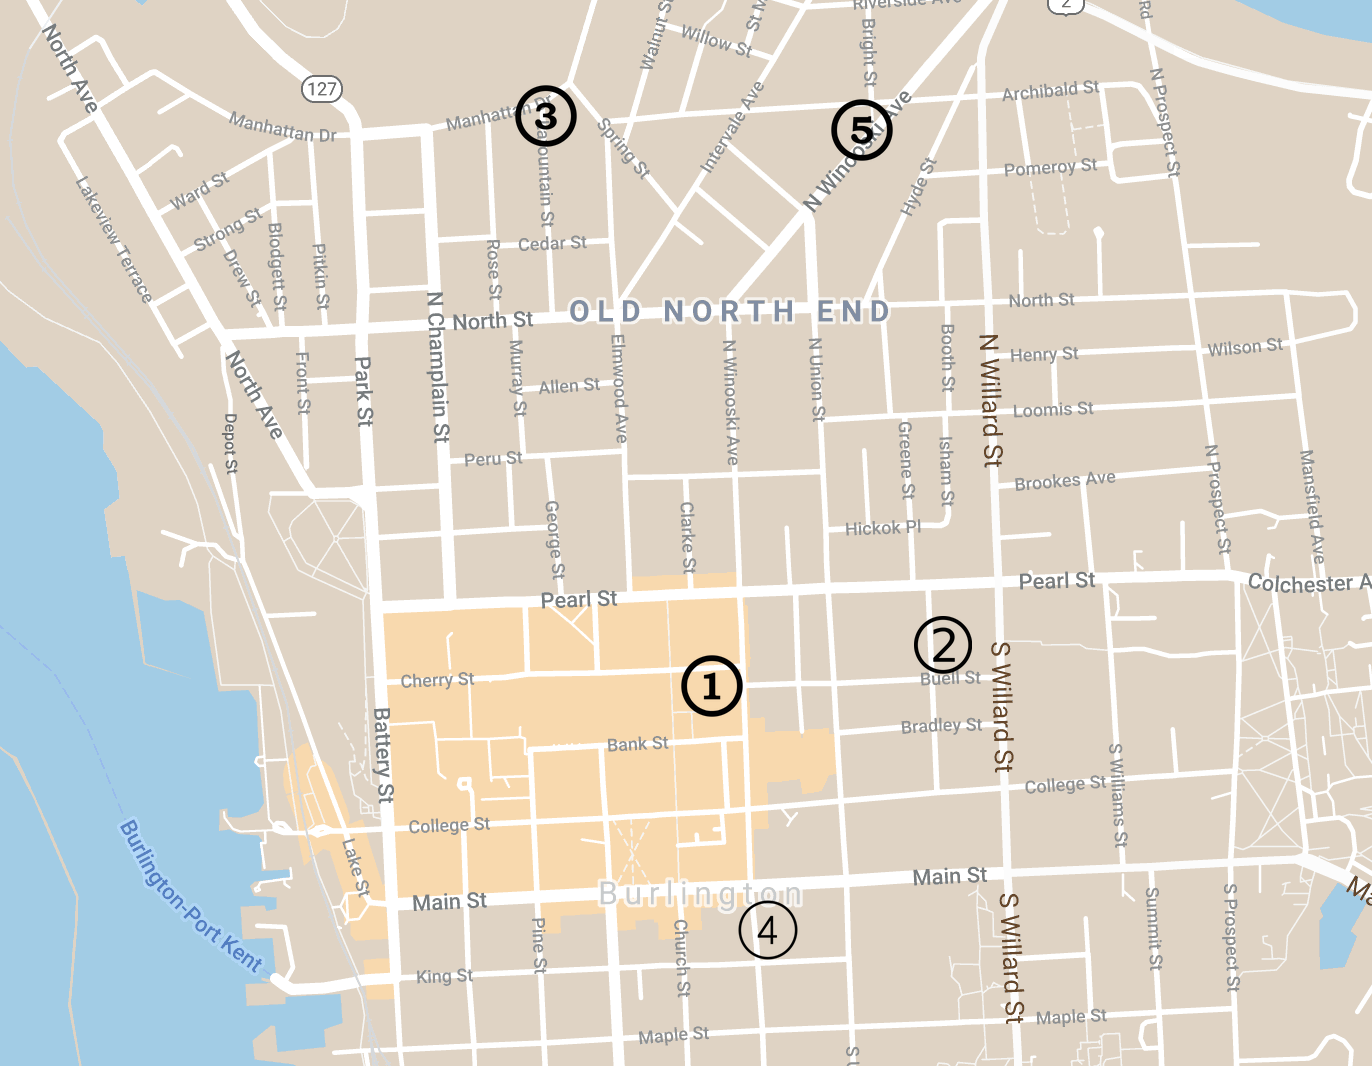 Riverside Ave
2
Rd
Walnut St
St M
Willow St
Bright St
North Ave
127
N Prospect St
Archibald St
Manhattan Dr
Manhattan Dr
3
5
Spring St
Intervale Ave
N Winooski Ave
Hyde St
Pomeroy St
Lakeview Terrace
Ward St
Strong St
Drew St
Blodgett St
Pitkin St
Rose St
Cedar St
OLD NORTH END
North St
North St
N Champlain St
North Ave
Front St
Park St
Murray St
Allen St
Elmwood Ave
N Winooski Ave
N Union St
Booth St
N Willard St
Henry St
Wilson St
Loomis St
Depot St
Peru St
Greene St
Isham St
Brookes Ave
N Prospect St
Mansfield Ave
George St
Clarke St
Hickok Pl
Pearl St
Pearl St
Colchester A
2
1
Cherry St
Buell St
S Willard St
Battery St
Bank St
Bradley St
College St
College St
S Williams St
Burlington-Port Kent
Lake St
Main St
Burlington
Main St
Ma
4
Pine St
Church St
S Willard St
Summit St
S Prospect St
King St
Maple St
Maple St
S U